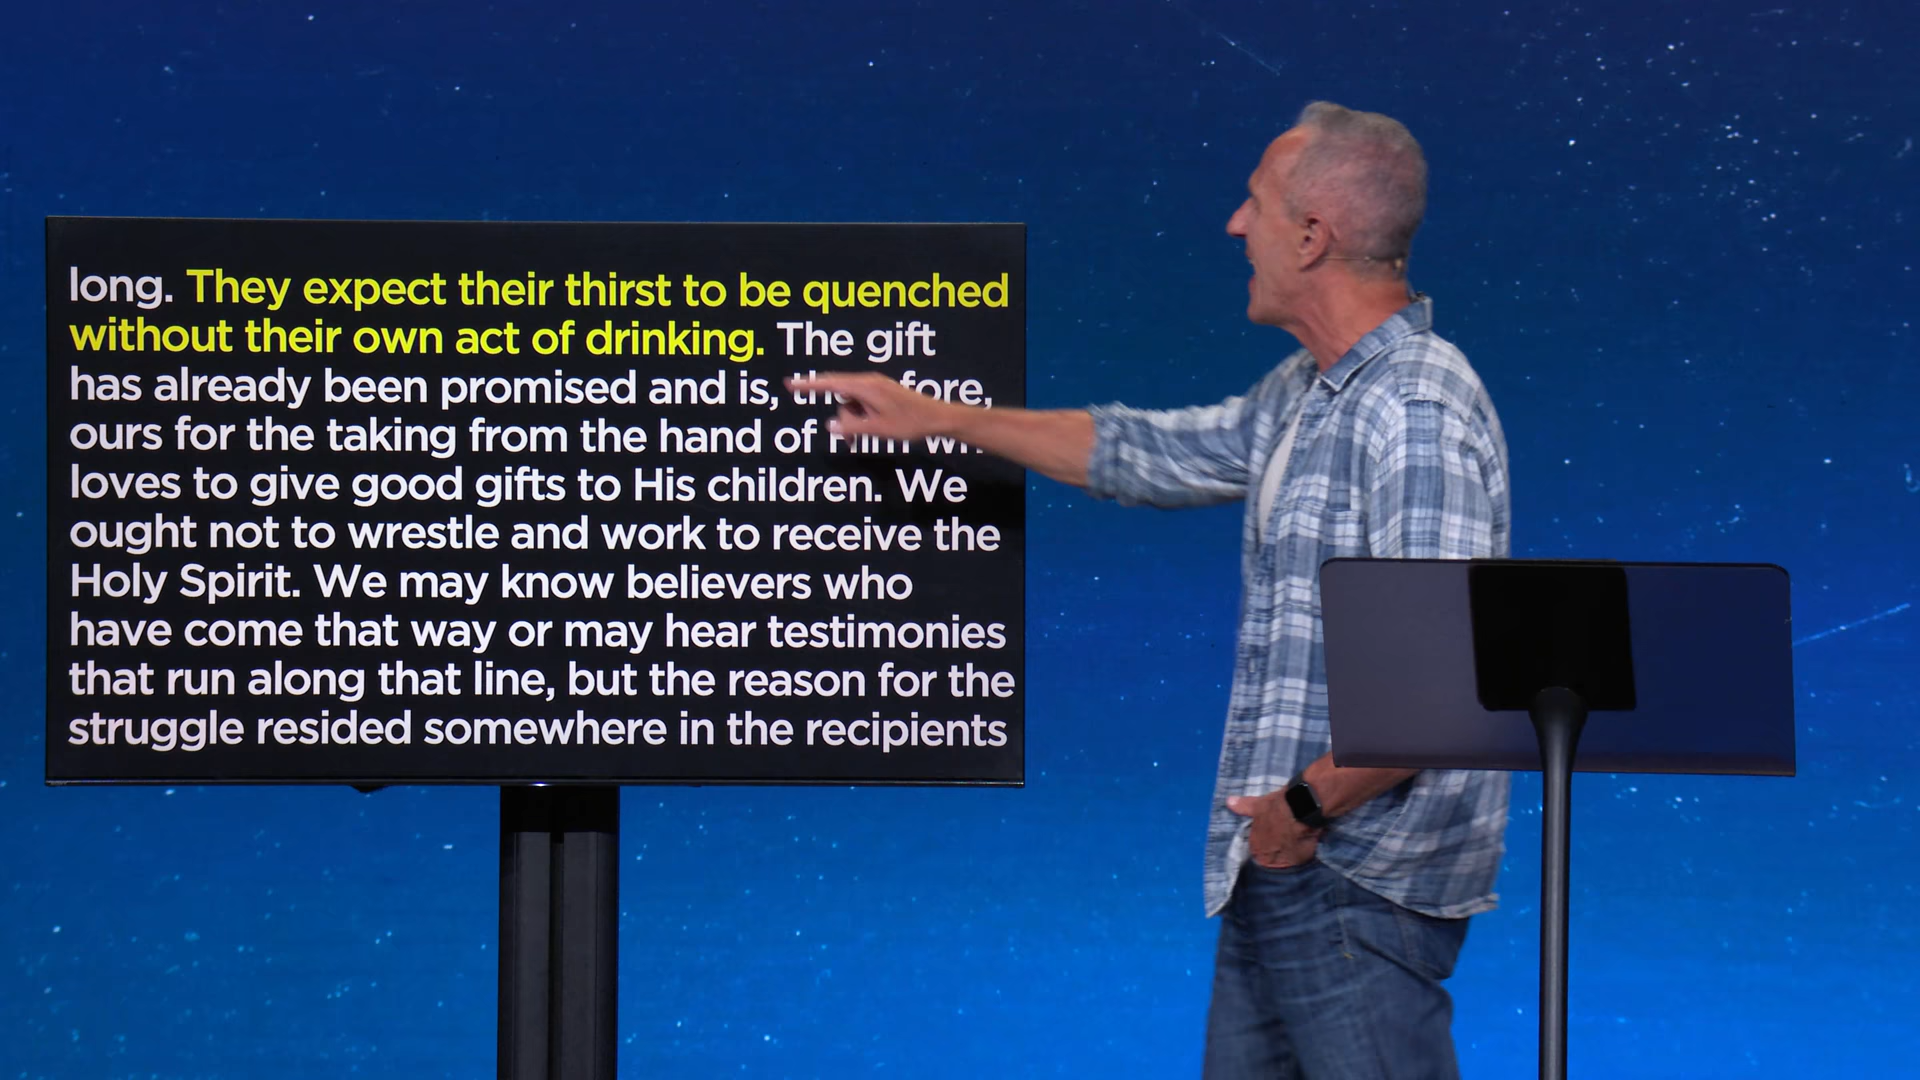 long. They expect their thirst to be quenched
without their own act of drinking. The gift
has already been promised and is,
ours for the taking from the hand of Him
loves to give good gifts to His children. We
ought not to wrestle and work to receive the
Holy Spirit. We may know believers who
have come that way or may hear testimonies
that run along that line, but the reason for the
struggle resided somewhere in the recipients